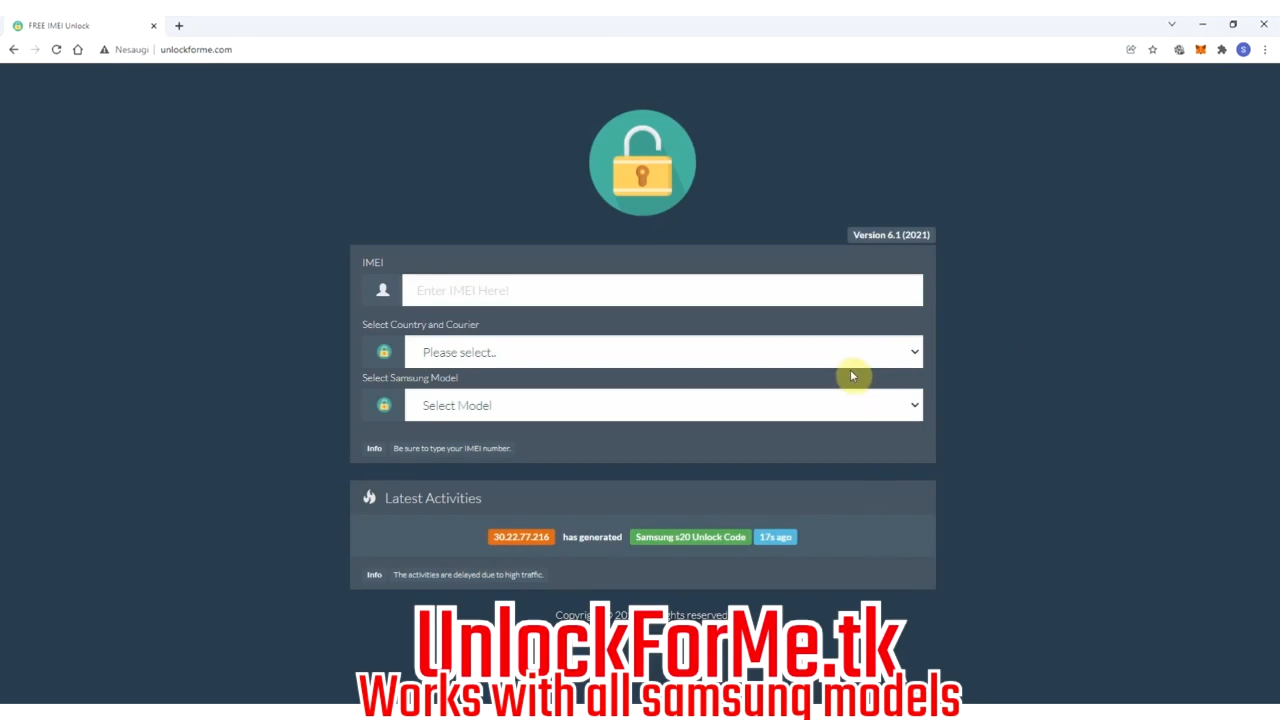 FREE IMEI Unlock
Nesaugi
unlockforme.com
S
Version 6.1 (2021)
IMEI
Enter IMEI Here!
Select Country and Courier
Please select..
Select Samsung Model
Select Model
Info Be sure to type your IMEI number.
Latest Activities
30.22.77.216 has generated Samsung s20 Unlock Code 17s ago
Info The activities are delayed due to high traffic.
reserved
UnlockForMe.tk
Works with all samsung models